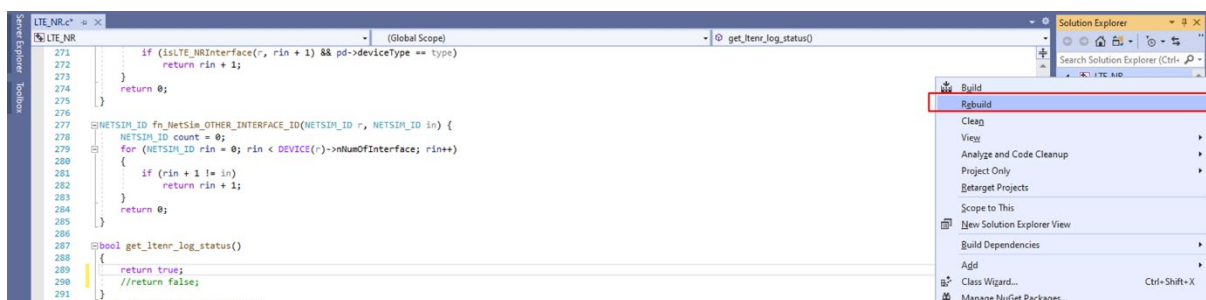 Server Explorer
Toolbox
LTE_NR.c*
LTE_NR
(Global Scope)
get_ltenr_log_status()
271 if (isLTE_NRInterface(r, rin + 1) && pd->deviceType == type)
272 return rin + 1;
273 }
274 return 0;
275 }
276
277 NETSIM_ID fn_NetSim_OTHER_INTERFACE_ID(NETSIM_ID r, NETSIM_ID in) {
278 NETSIM_ID count = 0;
279 for (NETSIM_ID rin = 0; rin < DEVICE(r)->nNumOfInterface; rin++)
280 {
281 if (rin + 1 != in)
282 return rin + 1;
283 }
284 return 0;
285 }
286
287 bool get_ltenr_log_status()
288 {
289 return true;
290 //return false;
291 }
Solution Explorer
Search Solution Explorer (Ctrl+
LTE_NR
Build
Rebuild
Clean
View
Analyze and Code Cleanup
Project Only
Retarget Projects
Scope to This
New Solution Explorer View
Build Dependencies
Add
Class Wizard... Ctrl+Shift+X
Manage NuGet Packages...